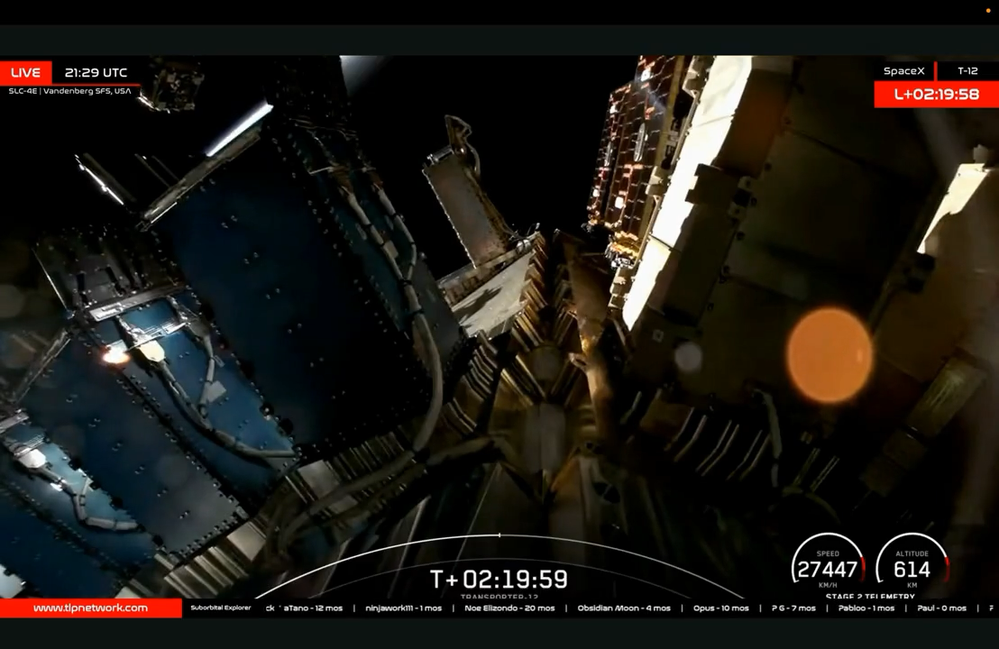 LIVE 21:29 UTC
SLC-4E | Vandenberg SFS, USA
SpaceX | T-12
L+02:19:58
T+02:19:59
TRANSPORTER-12
SPEED
27447
KM/H
ALTITUDE
614
KM
STAGE 2 TELEMETRY
www.tlpnetwork.com Suborbital Explorer aTano - 12 mos | ninjawork111 - 1 mos | Noe Elizondo - 20 mos | Obsidian Moon - 4 mos | Opus - 10 mos | P G - 7 mos | Pabloo - 1 mos | Paul - 0 mos |